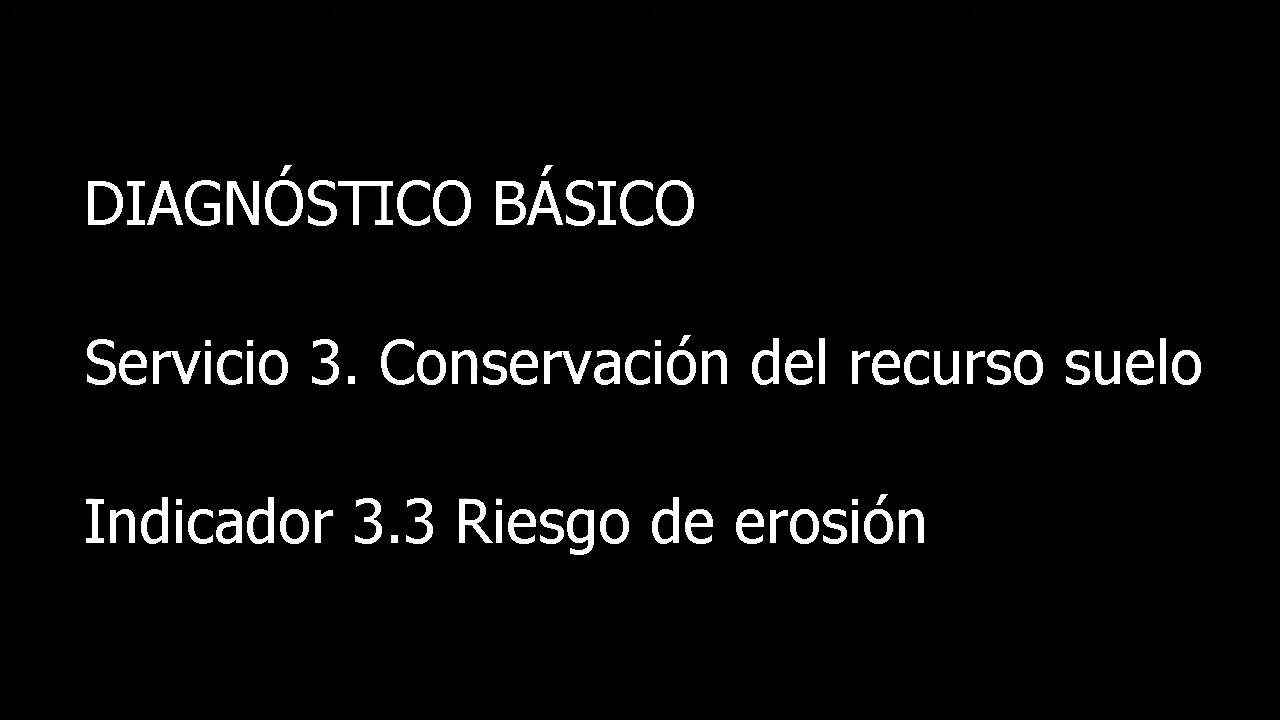 DIAGNÓSTICO BÁSICO
Servicio 3. Conservación del recurso suelo
Indicador 3.3 Riesgo de erosión